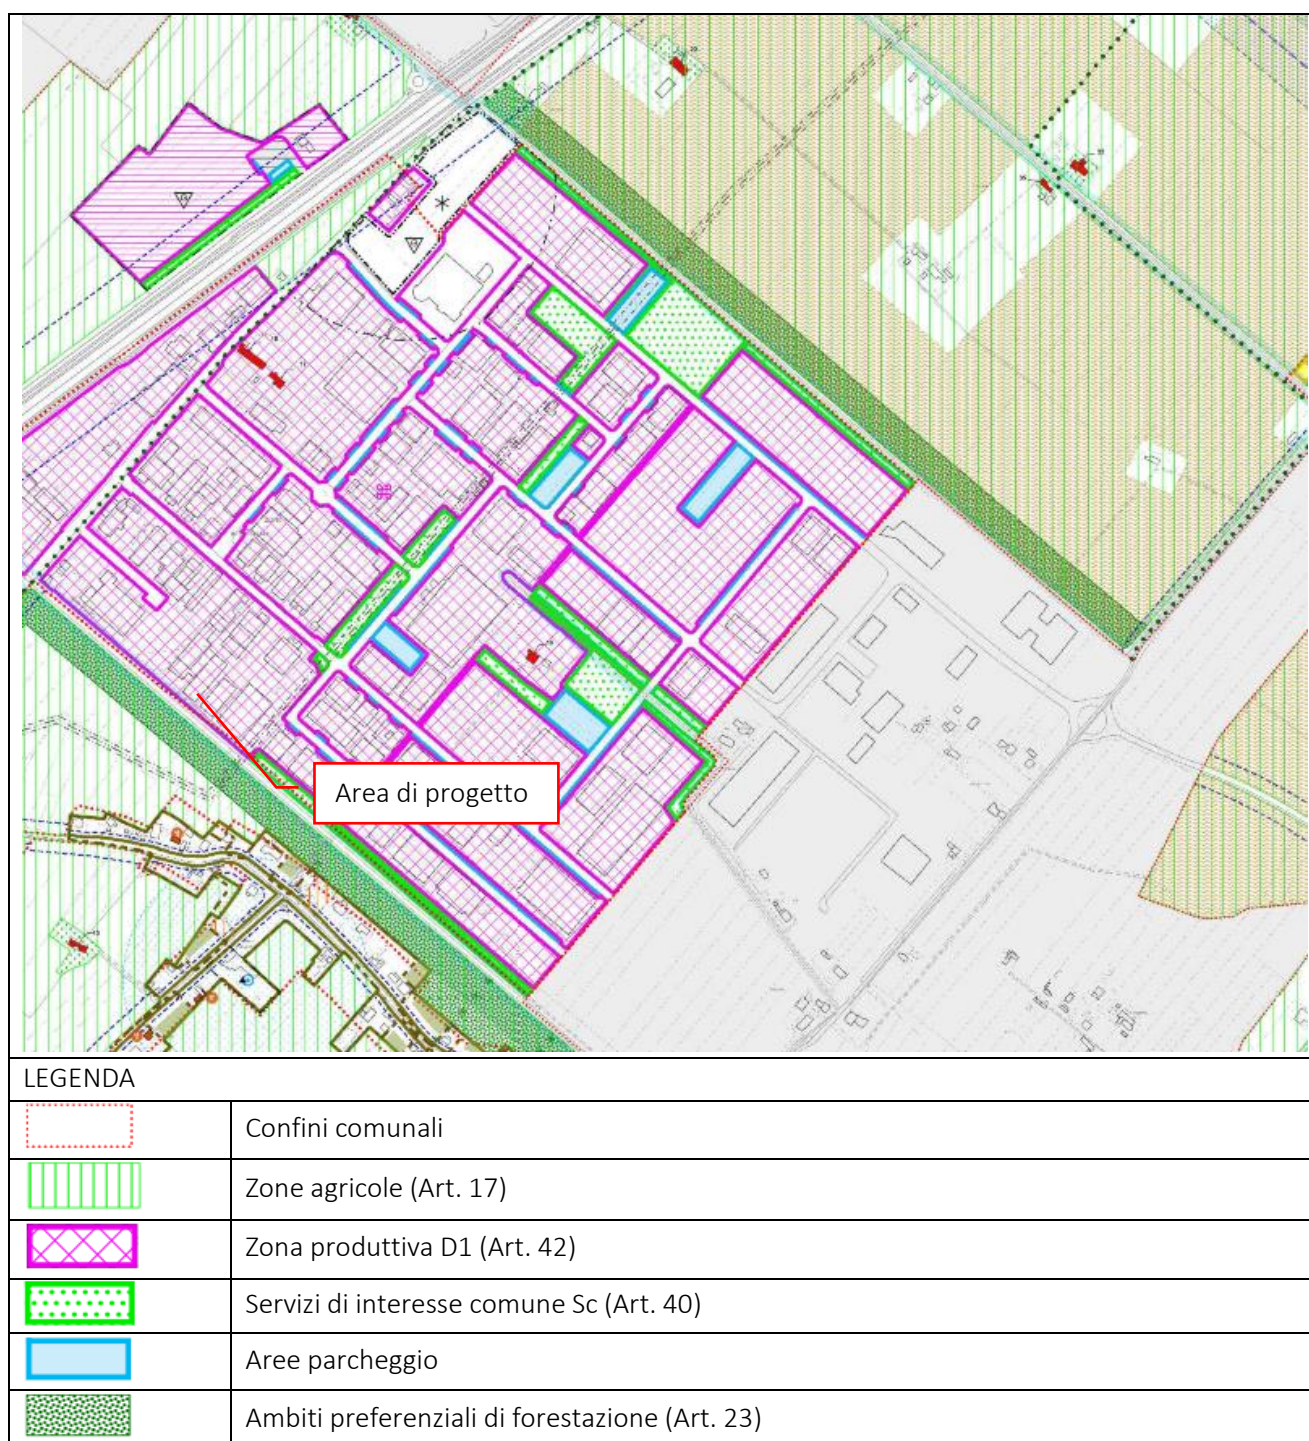 Area di progetto
LEGENDA
Confini comunali
Zone agricole (Art. 17)
Zona produttiva D1 (Art. 42)
Servizi di interesse comune Sc (Art. 40)
Aree parcheggio
Ambiti preferenziali di forestazione (Art. 23)